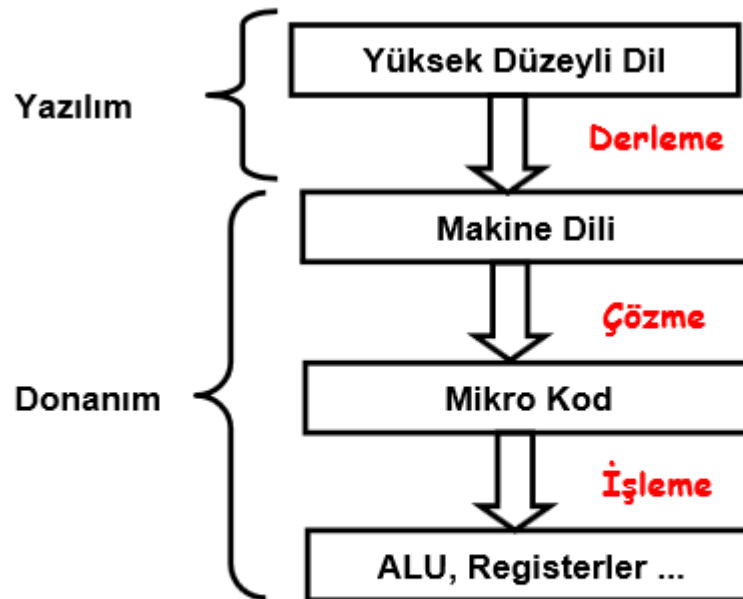 Yüksek Düzeyli Dil
Yazılım
Derleme
Makine Dili
Çözme
Donanım
Mikro Kod
İşleme
ALU, Registerler ...